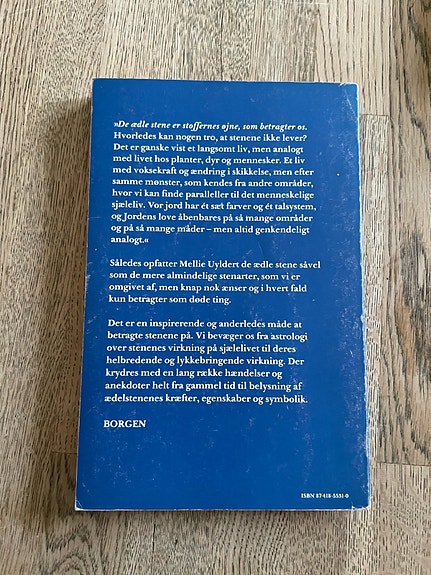 »De ædle stene er stoffernes øjne, som betragter os.
Hvorledes kan nogen tro, at stenene ikke lever?
Det er ganske vist et langsomt liv, men analogt
med livet hos planter, dyr og mennesker. Et liv
med voksekraft og ændring i skikkelse, men efter
samme mønster, som kendes fra andre områder,
hvor vi kan finde paralleller til det menneskelige
sjæleliv. Vor jord har ét sæt farver og ét talsystem,
og Jordens love åbenbares på så mange områder
og på så mange måder – men altid genkendeligt
analogt.«
Således opfatter Mellie Uyldert de ædle stene såvel
som de mere almindelige stenarter, som vi er
omgivet af, men knap nok ænser og i hvert fald
kun betragter som døde ting.
Det er en inspirerende og anderledes måde at
betragte stenene på. Vi bevæger os fra astrologi
over stenenes virkning på sjælelivet til deres
helbredende og lykkebringende virkning. Der
krydres med en lang række hændelser og
anekdoter helt fra gammel tid til belysning af
ædelstenenes kræfter, egenskaber og symbolik.
BORGEN
ISBN 87-418-5551-0